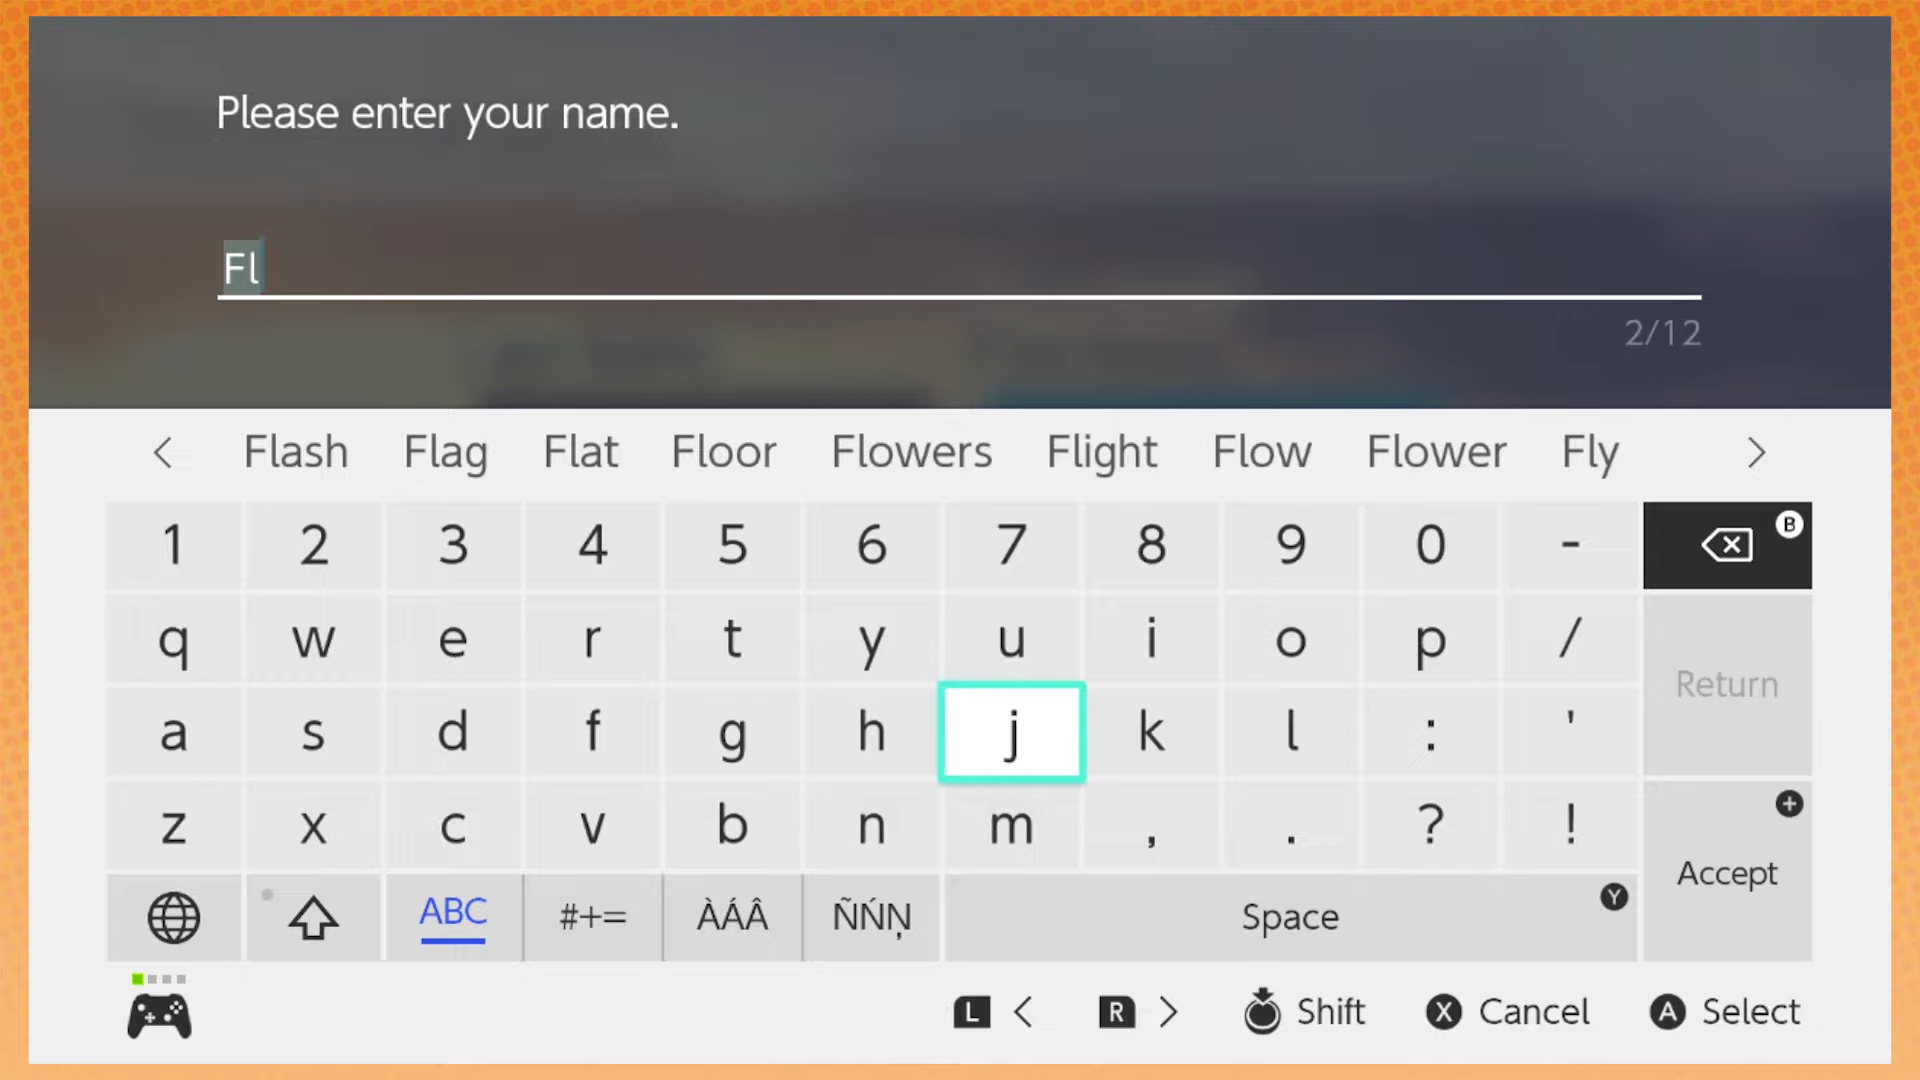 Please enter your name.
Fl
2/12
Flash Flag Flat Floor Flowers Flight Flow Flower Fly
1 2 3 4 5 6 7 8 9 0 - B
q w e r t y u i o p /
Return
a s d f g h j k l : '
z x c v b n m , . ? ! +
Accept
ABC #+= ÀÁÂ ÑŃŅ Space Y
L < R > Shift X Cancel A Select